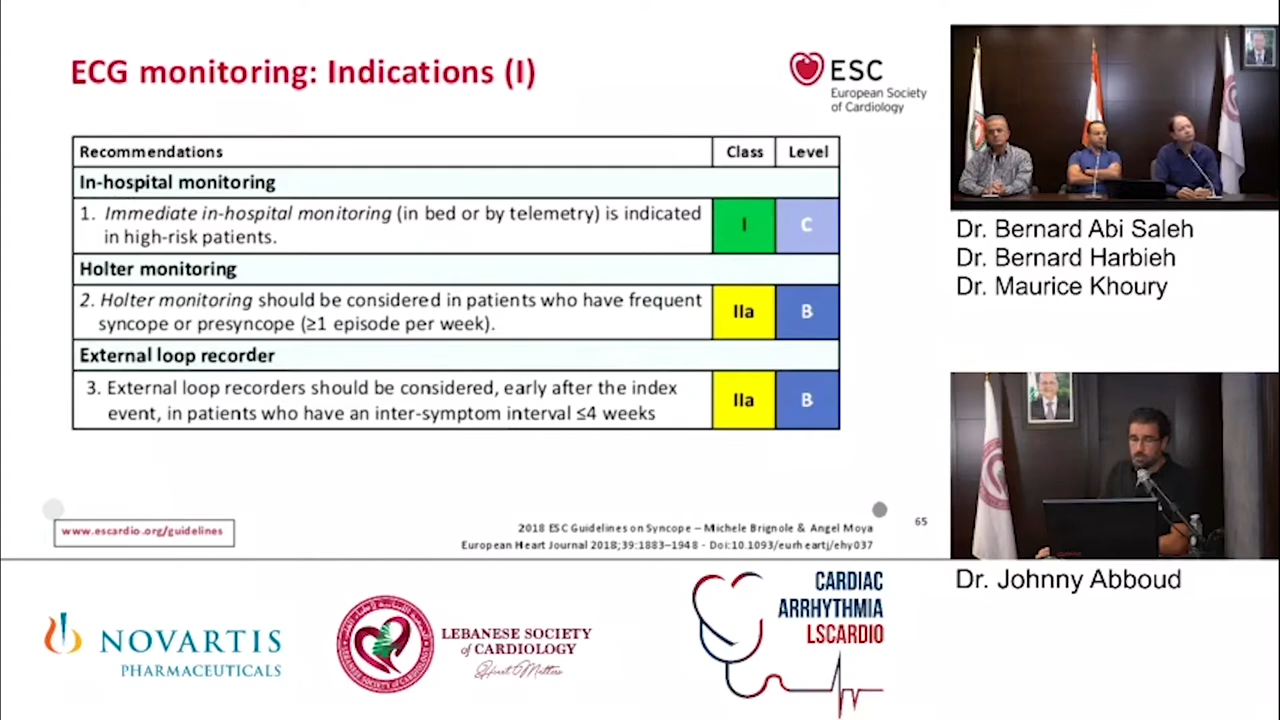 ECG monitoring: Indications (I)
ESC
European Society
of Cardiology
Recommendations Class Level
In-hospital monitoring
1. Immediate in-hospital monitoring (in bed or by telemetry) is indicated
in high-risk patients.
I C
Holter monitoring
2. Holter monitoring should be considered in patients who have frequent
syncope or presyncope (≥1 episode per week).
IIa B
External loop recorder
3. External loop recorders should be considered, early after the index
event, in patients who have an inter-symptom interval ≤4 weeks
IIa B
www.escardio.org/guidelines
2018 ESC Guidelines on Syncope – Michele Brignole & Angel Moya
European Heart Journal 2018;39:1883–1948 - Doi:10.1093/eurheartj/ehy037
65
Dr. Bernard Abi Saleh
Dr. Bernard Harbieh
Dr. Maurice Khoury
Dr. Johnny Abboud
NOVARTIS
PHARMACEUTICALS
LEBANESE SOCIETY
of CARDIOLOGY
Heart Matters
LEBANESE SOCIETY OF CARDIOLOGY
CARDIAC
ARRHYTHMIA
LSCARDIO